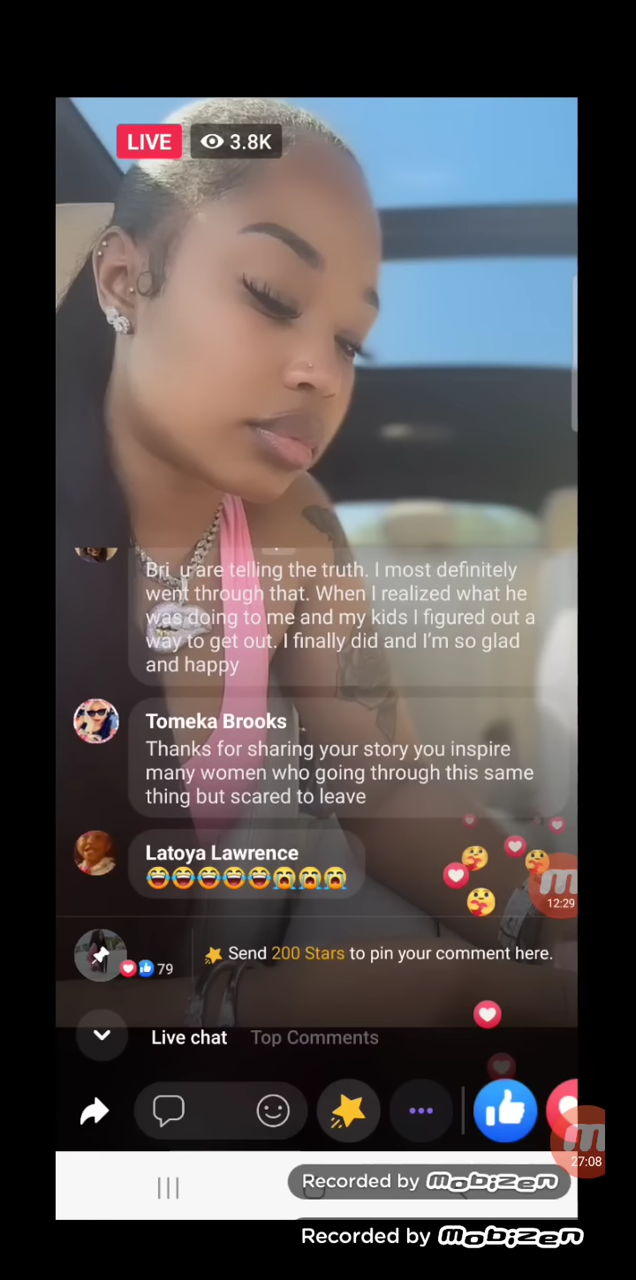 LIVE 3.8K
Bri u are telling the truth. I most definitely
went through that. When I realized what he
was doing to me and my kids I figured out a
way to get out. I finally did and I'm so glad
and happy
Tomeka Brooks
Thanks for sharing your story you inspire
many women who going through this same
thing but scared to leave
Latoya Lawrence
12:29
79
Send 200 Stars to pin your comment here.
Live chat Top Comments
27:08
Recorded by mobizen
Recorded by mobizen